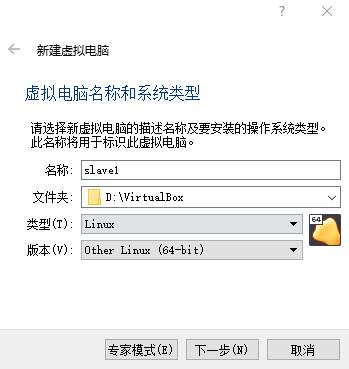 ?
新建虚拟电脑
虚拟电脑名称和系统类型
请选择新虚拟电脑的描述名称及要安装的操作系统类型。
此名称将用于标识此虚拟电脑。
名称: slave1
文件夹: D:\VirtualBox
类型(T): Linux
64
版本(V): Other Linux (64-bit)
专家模式(E) 下一步(N) 取消